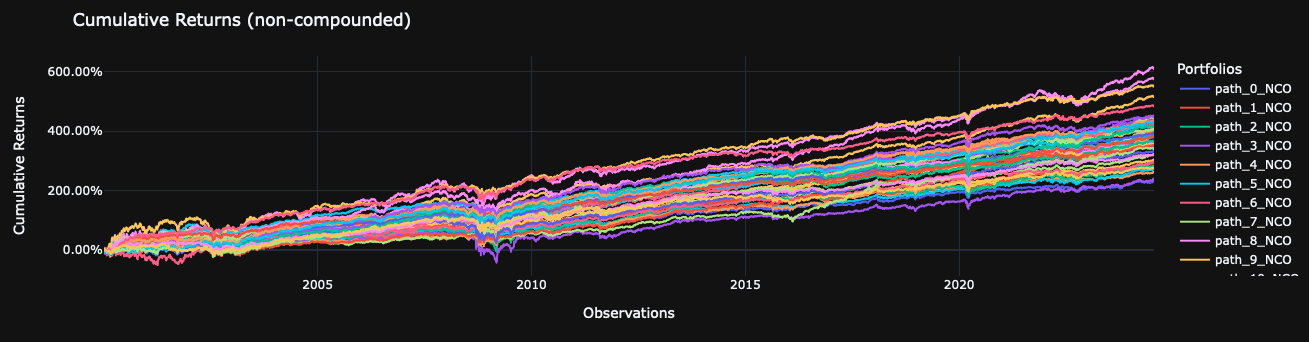 Cumulative Returns (non-compounded)
Cumulative Returns
600.00%
400.00%
200.00%
0.00%
2005
2010
2015
2020
Observations
Portfolios
path_0_NCO
path_1_NCO
path_2_NCO
path_3_NCO
path_4_NCO
path_5_NCO
path_6_NCO
path_7_NCO
path_8_NCO
path_9_NCO